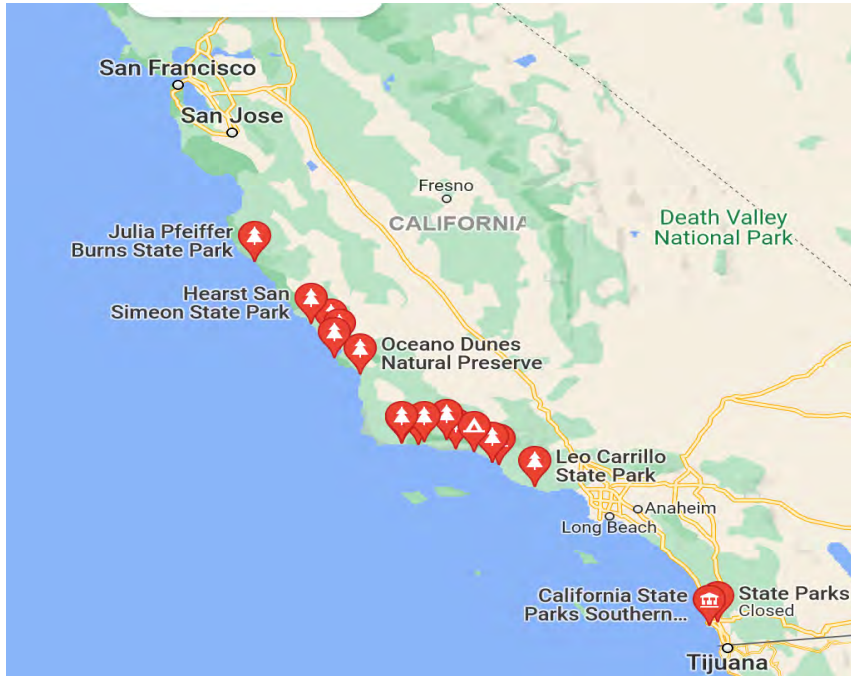 San Francisco
San Jose
Fresno
CALIFORNIA
Death Valley
National Park
Julia Pfeiffer
Burns State Park
Hearst San
Simeon State Park
Oceano Dunes
Natural Preserve
Leo Carrillo
State Park
Anaheim
Long Beach
California State
Parks Southern...
State Parks
Closed
Tijuana